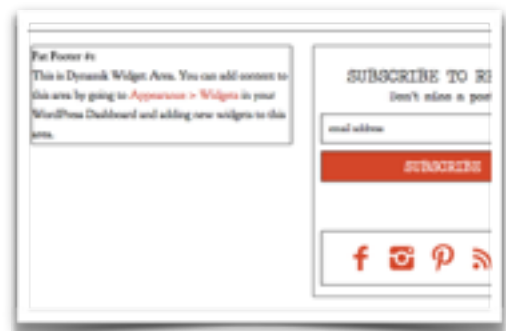 Fat Footer #1
This is Dynamik Widget Area. You can add content to
this area by going to Appearance > Widgets in your
WordPress Dashboard and adding new widgets to this
area.
SUBSCRIBE TO RE
Don't miss a post
email address
SUBSCRIBE